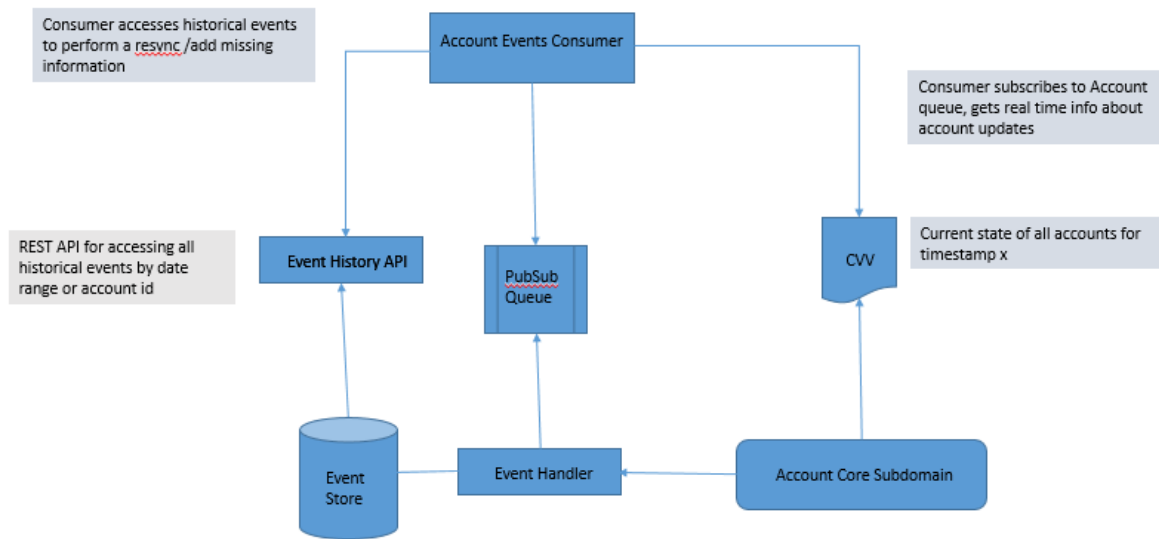 Consumer accesses historical events
to perform a resync /add missing
information
Account Events Consumer
Consumer subscribes to Account
queue, gets real time info about
account updates
REST API for accessing all
historical events by date
range or account id
Event History API
PubSub
Queue
CVV
Current state of all accounts for
timestamp x
Event
Store
Event Handler
Account Core Subdomain